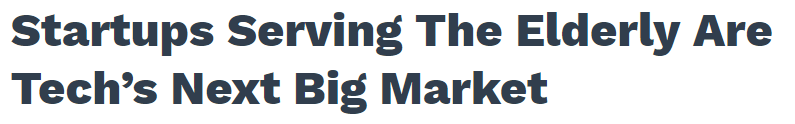 Startups Serving The Elderly Are
Tech’s Next Big Market